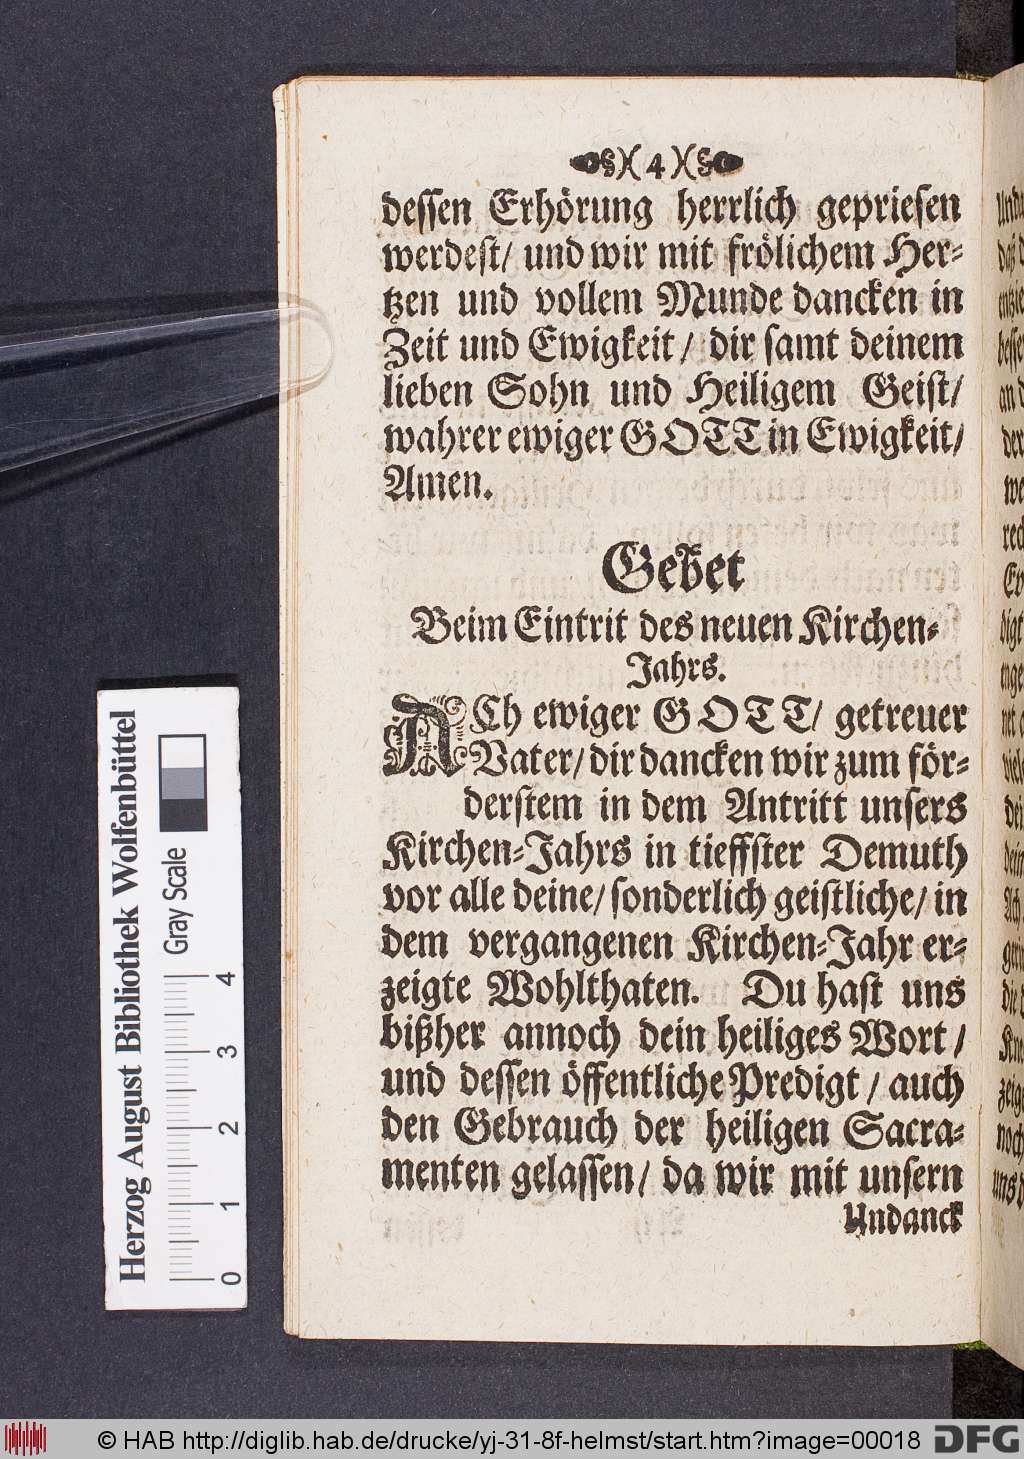 )( 4 )(
dessen Erhörung herrlich gepriesen
werdest/ und wir mit frölichem Her-
tzen und vollem Munde dancken in
Zeit und Ewigkeit/ dir samt deinem
lieben Sohn und Heiligem Geist/
wahrer ewiger GOTT in Ewigkeit/
Amen.
Gebet
Beim Eintrit des neuen Kirchen-
Jahrs.
ACh ewiger GOTT/ getreuer
Vater/ dir dancken wir zum för-
derstem in dem Antritt unsers
Kirchen-Jahrs in tieffster Demuth
vor alle deine/ sonderlich geistliche/ in
dem vergangenen Kirchen-Jahr er-
zeigte Wohlthaten. Du hast uns
bißher annoch dein heiliges Wort /
und dessen öffentliche Predigt / auch
den Gebrauch der heiligen Sacra-
menten gelassen/ da wir mit unsern
Undanck
Herzog August Bibliothek Wolfenbüttel
Gray Scale
0 1 2 3 4
© HAB http://diglib.hab.de/drucke/yj-31-8f-helmst/start.htm?image=00018
DFG